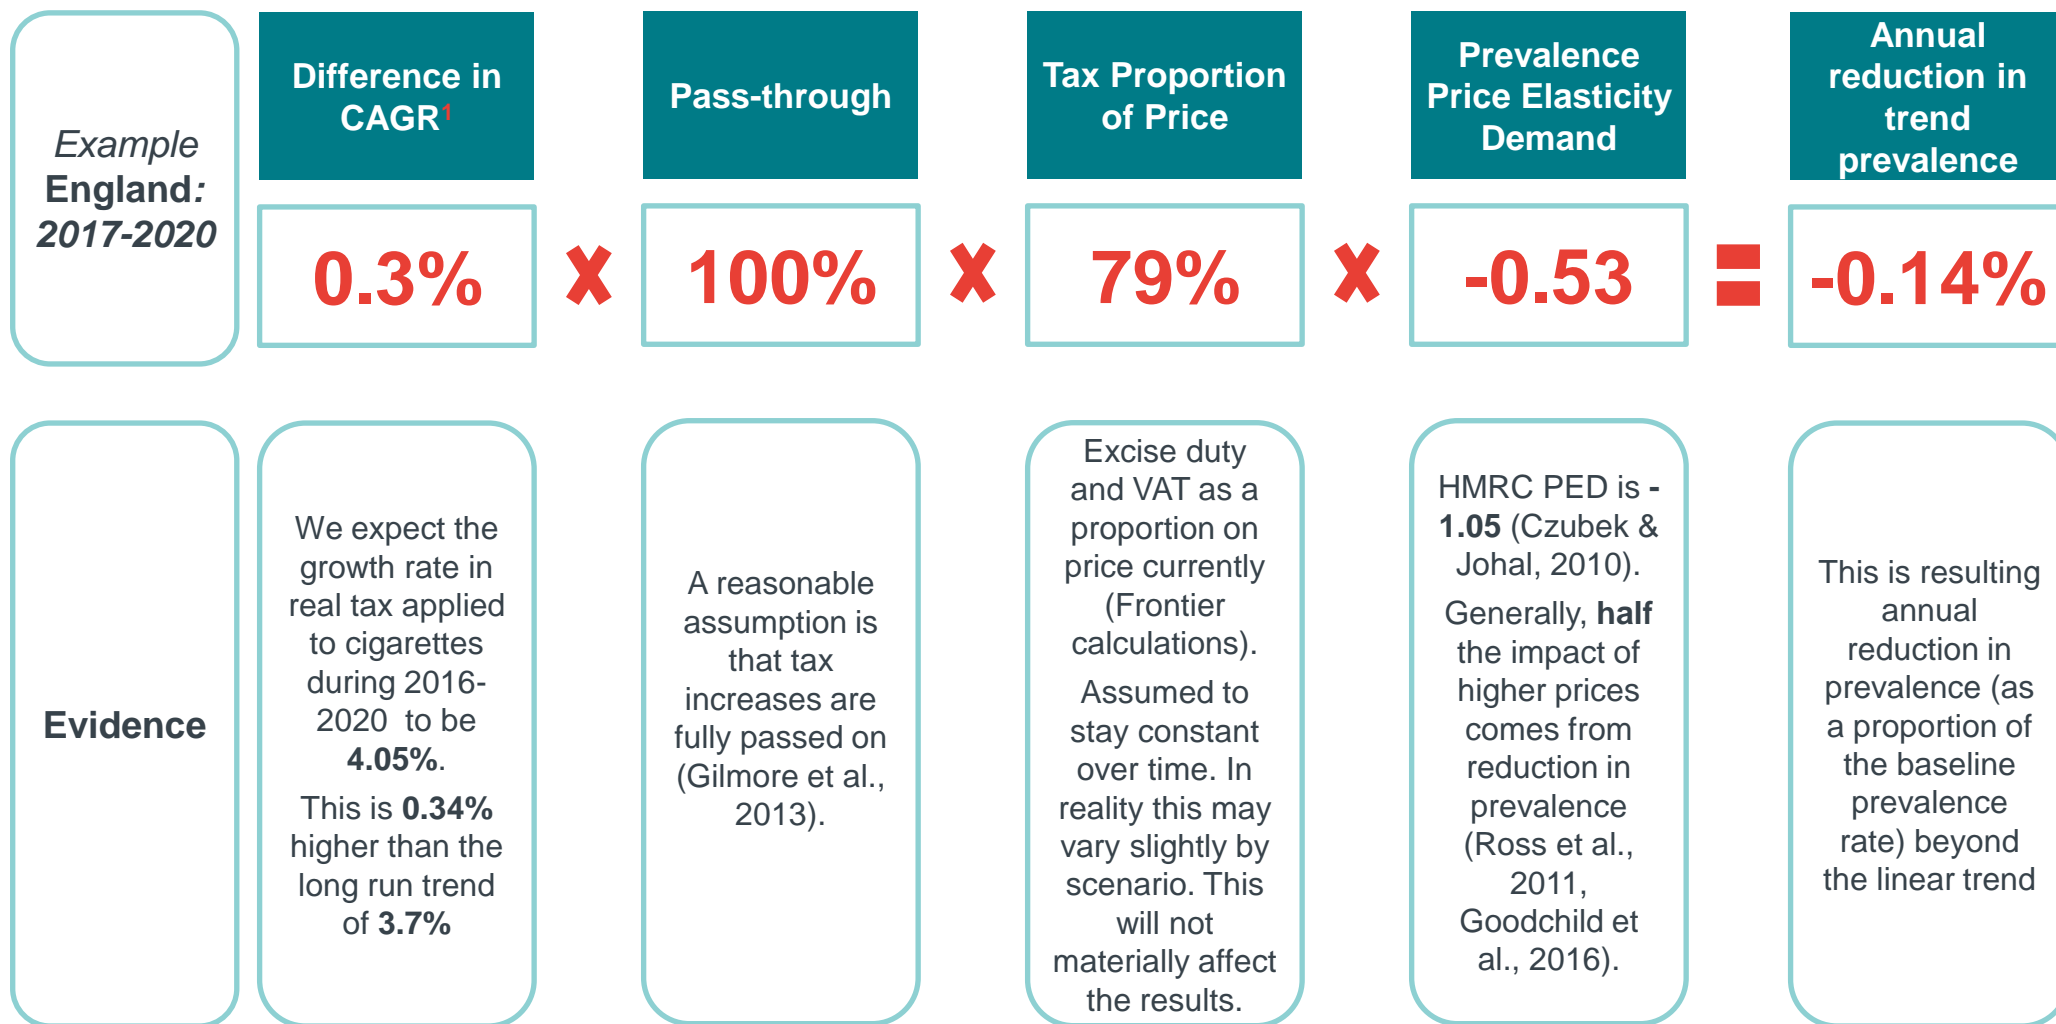 Example
England:
2017-2020
Difference in
CAGR1
Pass-through
Tax Proportion
of Price
Prevalence
Price Elasticity
Demand
Annual
reduction in
trend
prevalence
0.3%
100%
79%
-0.53
-0.14%
Evidence
We expect the
growth rate in
real tax applied
to cigarettes
during 2016-
2020 to be
4.05%.
This is 0.34%
higher than the
long run trend
of 3.7%
A reasonable
assumption is
that tax
increases are
fully passed on
(Gilmore et al.,
2013).
Excise duty
and VAT as a
proportion on
price currently
(Frontier
calculations).
Assumed to
stay constant
over time. In
reality this may
vary slightly by
scenario. This
will not
materially affect
the results.
HMRC PED is -
1.05 (Czubek &
Johal, 2010).
Generally, half
the impact of
higher prices
comes from
reduction in
prevalence
(Ross et al.,
2011,
Goodchild et
al., 2016).
This is resulting
annual
reduction in
prevalence (as
a proportion of
the baseline
prevalence
rate) beyond
the linear trend